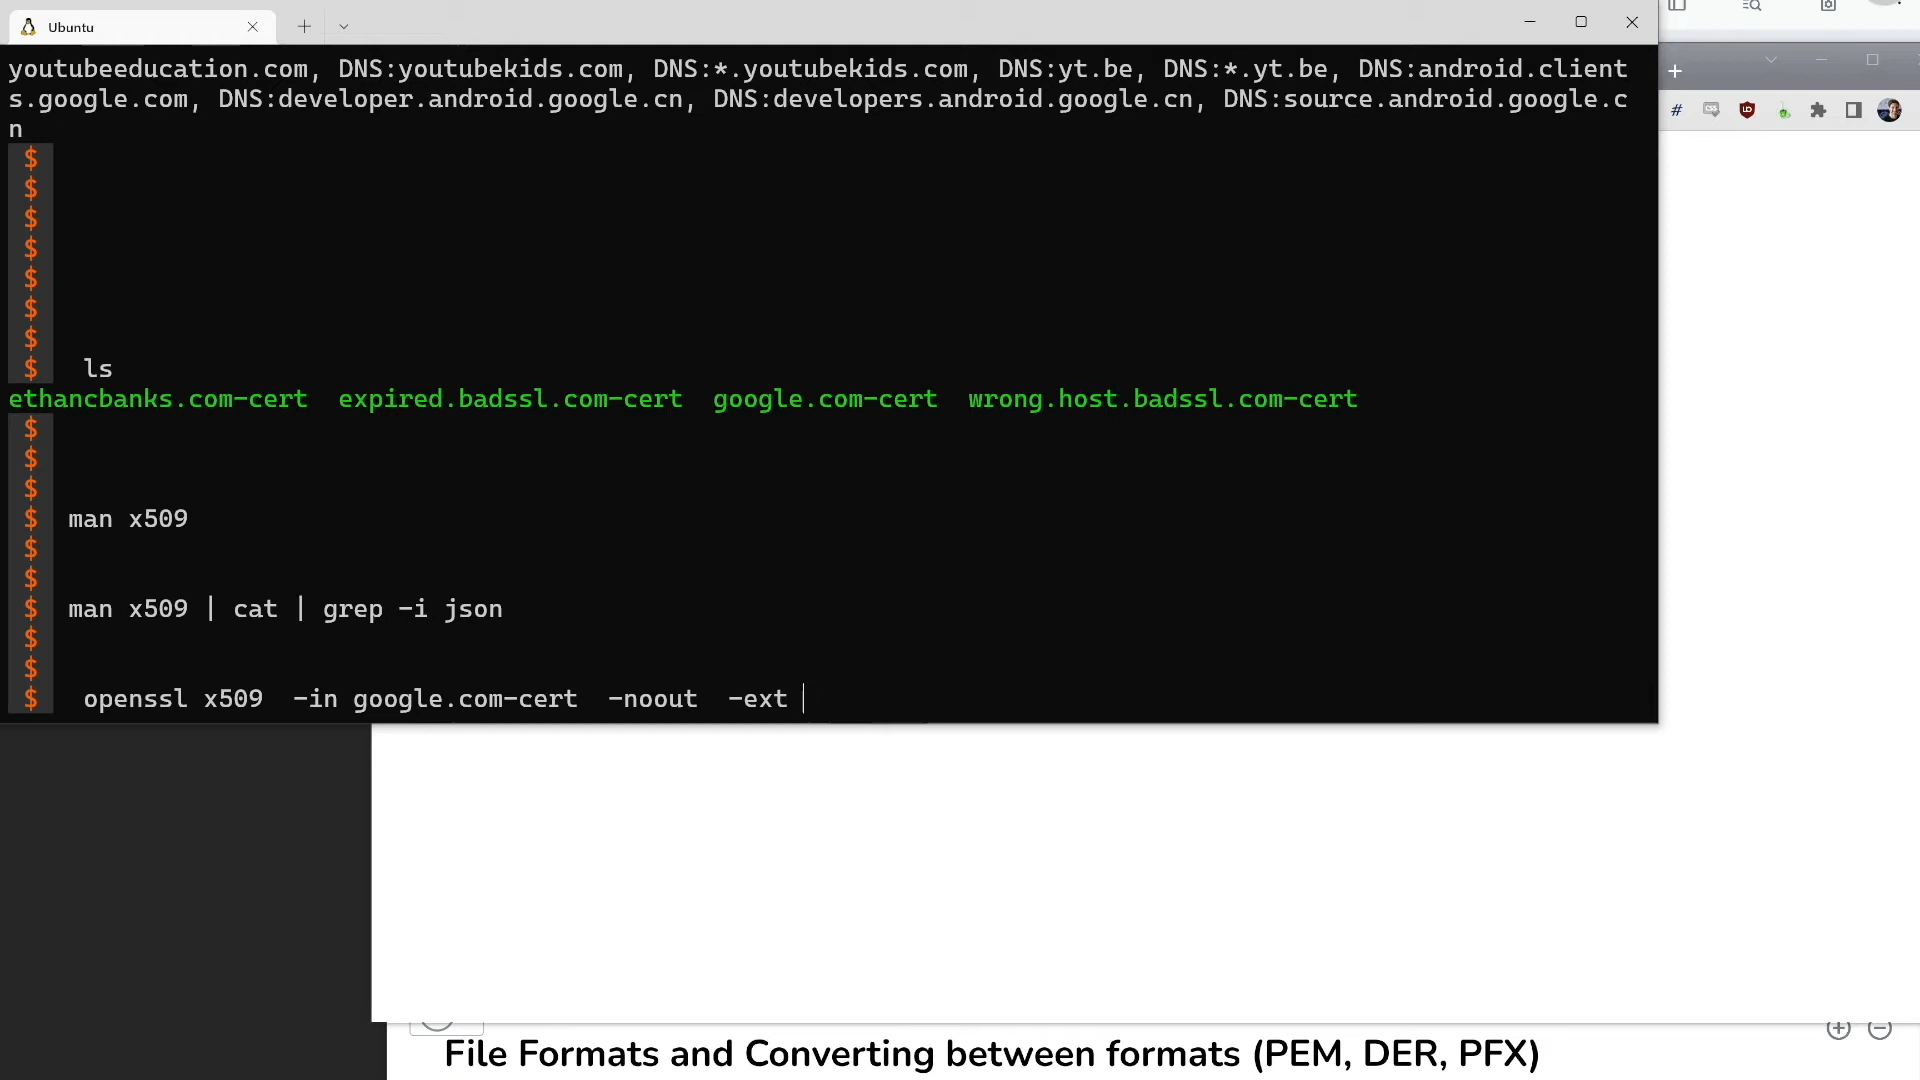 Ubuntu
youtubeeducation.com, DNS:youtubekids.com, DNS:*.youtubekids.com, DNS:yt.be, DNS:*.yt.be, DNS:android.client
s.google.com, DNS:developer.android.google.cn, DNS:developers.android.google.cn, DNS:source.android.google.c
n
$
$
$
$
$
$
$
$ ls
ethancbanks.com-cert expired.badssl.com-cert google.com-cert wrong.host.badssl.com-cert
$
$
$
$ man x509
$
$
$ man x509 | cat | grep -i json
$
$
$ openssl x509 -in google.com-cert -noout -ext
File Formats and Converting between formats (PEM, DER, PFX)